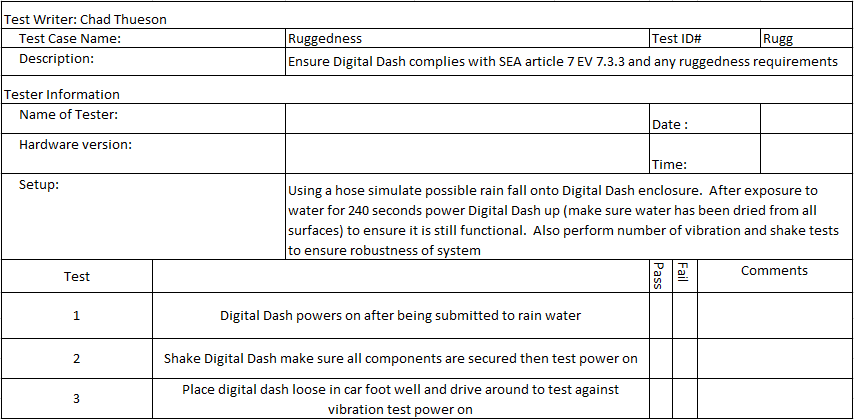 Test Writer: Chad Thueson
Test Case Name: Ruggedness Test ID# Rugg
Description: Ensure Digital Dash complies with SEA article 7 EV 7.3.3 and any ruggedness requirements
Tester Information
Name of Tester: Date :
Hardware version: Time:
Setup: Using a hose simulate possible rain fall onto Digital Dash enclosure. After exposure to
water for 240 seconds power Digital Dash up (make sure water has been dried from all
surfaces) to ensure it is still functional. Also perform number of vibration and shake tests
to ensure robustness of system
Test Pass Fail Comments
1 Digital Dash powers on after being submitted to rain water
2 Shake Digital Dash make sure all components are secured then test power on
3 Place digital dash loose in car foot well and drive around to test against
vibration test power on